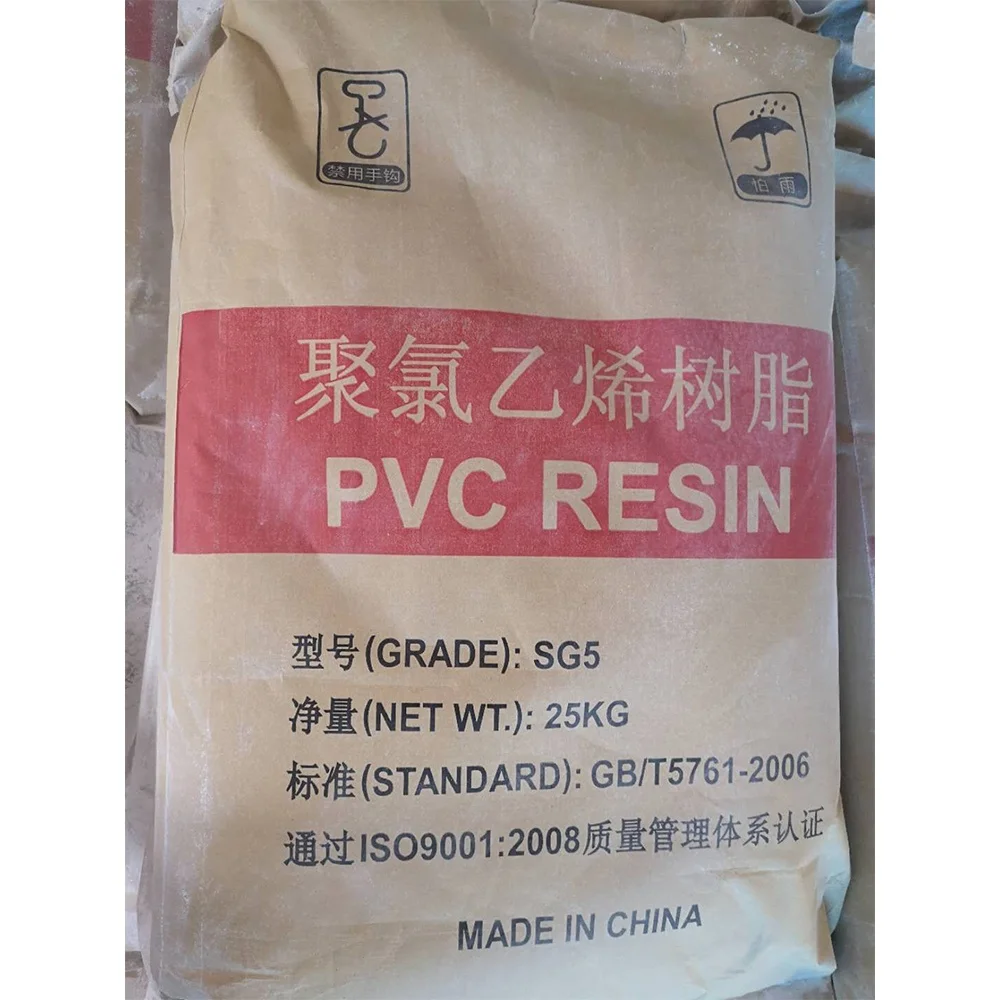 禁用手钩
怕雨
聚氯乙烯树脂
PVC RESIN
型号(GRADE): SG5
净量(NET WT.): 25KG
标准(STANDARD): GB/T5761-2006
通过ISO9001:2008质量管理体系认证
MADE IN CHINA